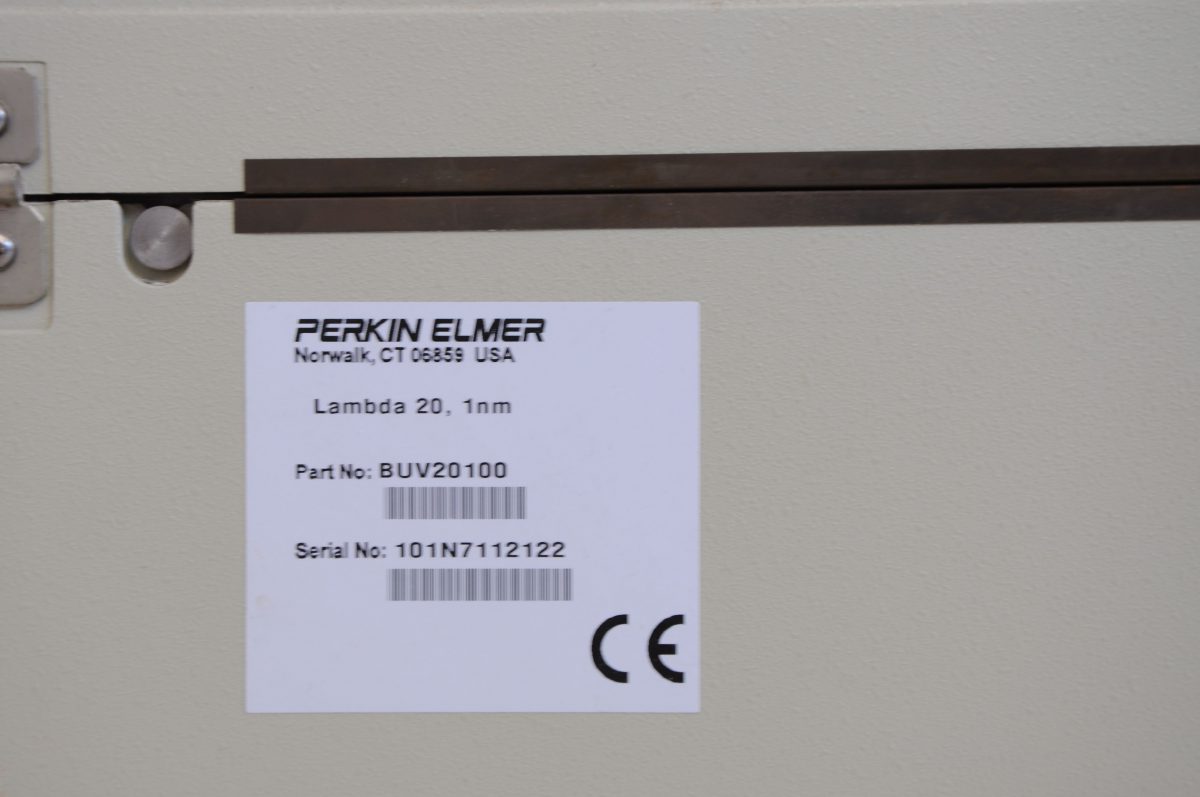 PERKIN ELMER
Norwalk, CT 06859 USA
Lambda 20, 1nm
Part No: BUV20100
Serial No: 101N7112122
CE